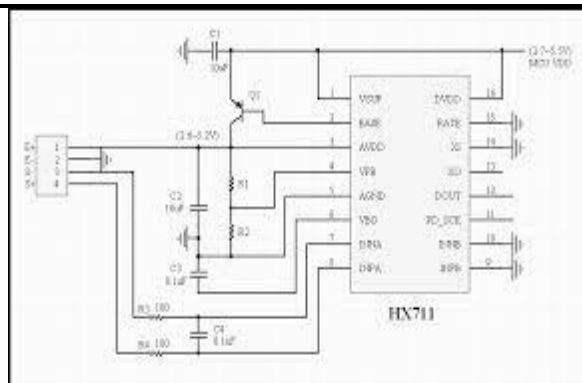 C1
10uF
(2.7~5.5V)
MCU VDD
Q1
1 VSUP DVDD 16
2 BASE RATE 15
(2.6~5.2V)
3 AVDD XI 14
4 VFB XO 13
5 AGND DOUT 12
6 VBG PD_SCK 11
7 INNA INNB 10
8 INPA INPB 9
HX711
E+ 1
2
3
S+ 4
R1
C2
10uF
R2
C3
0.1uF
R3 100
C4
0.1uF
R4 100